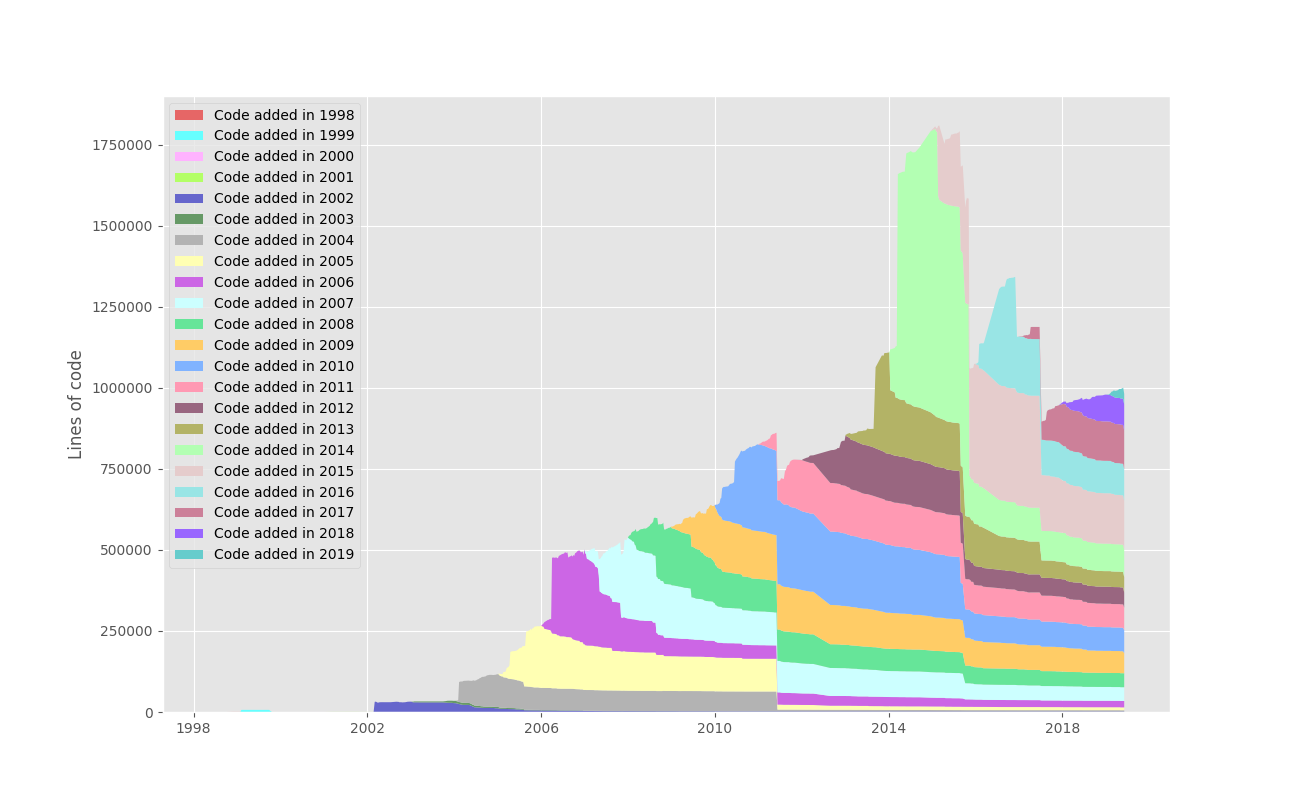 Code added in 1998
Code added in 1999
Code added in 2000
Code added in 2001
Code added in 2002
Code added in 2003
Code added in 2004
Code added in 2005
Code added in 2006
Code added in 2007
Code added in 2008
Code added in 2009
Code added in 2010
Code added in 2011
Code added in 2012
Code added in 2013
Code added in 2014
Code added in 2015
Code added in 2016
Code added in 2017
Code added in 2018
Code added in 2019
Lines of code
1750000
1500000
1250000
1000000
750000
500000
250000
0
1998
2002
2006
2010
2014
2018